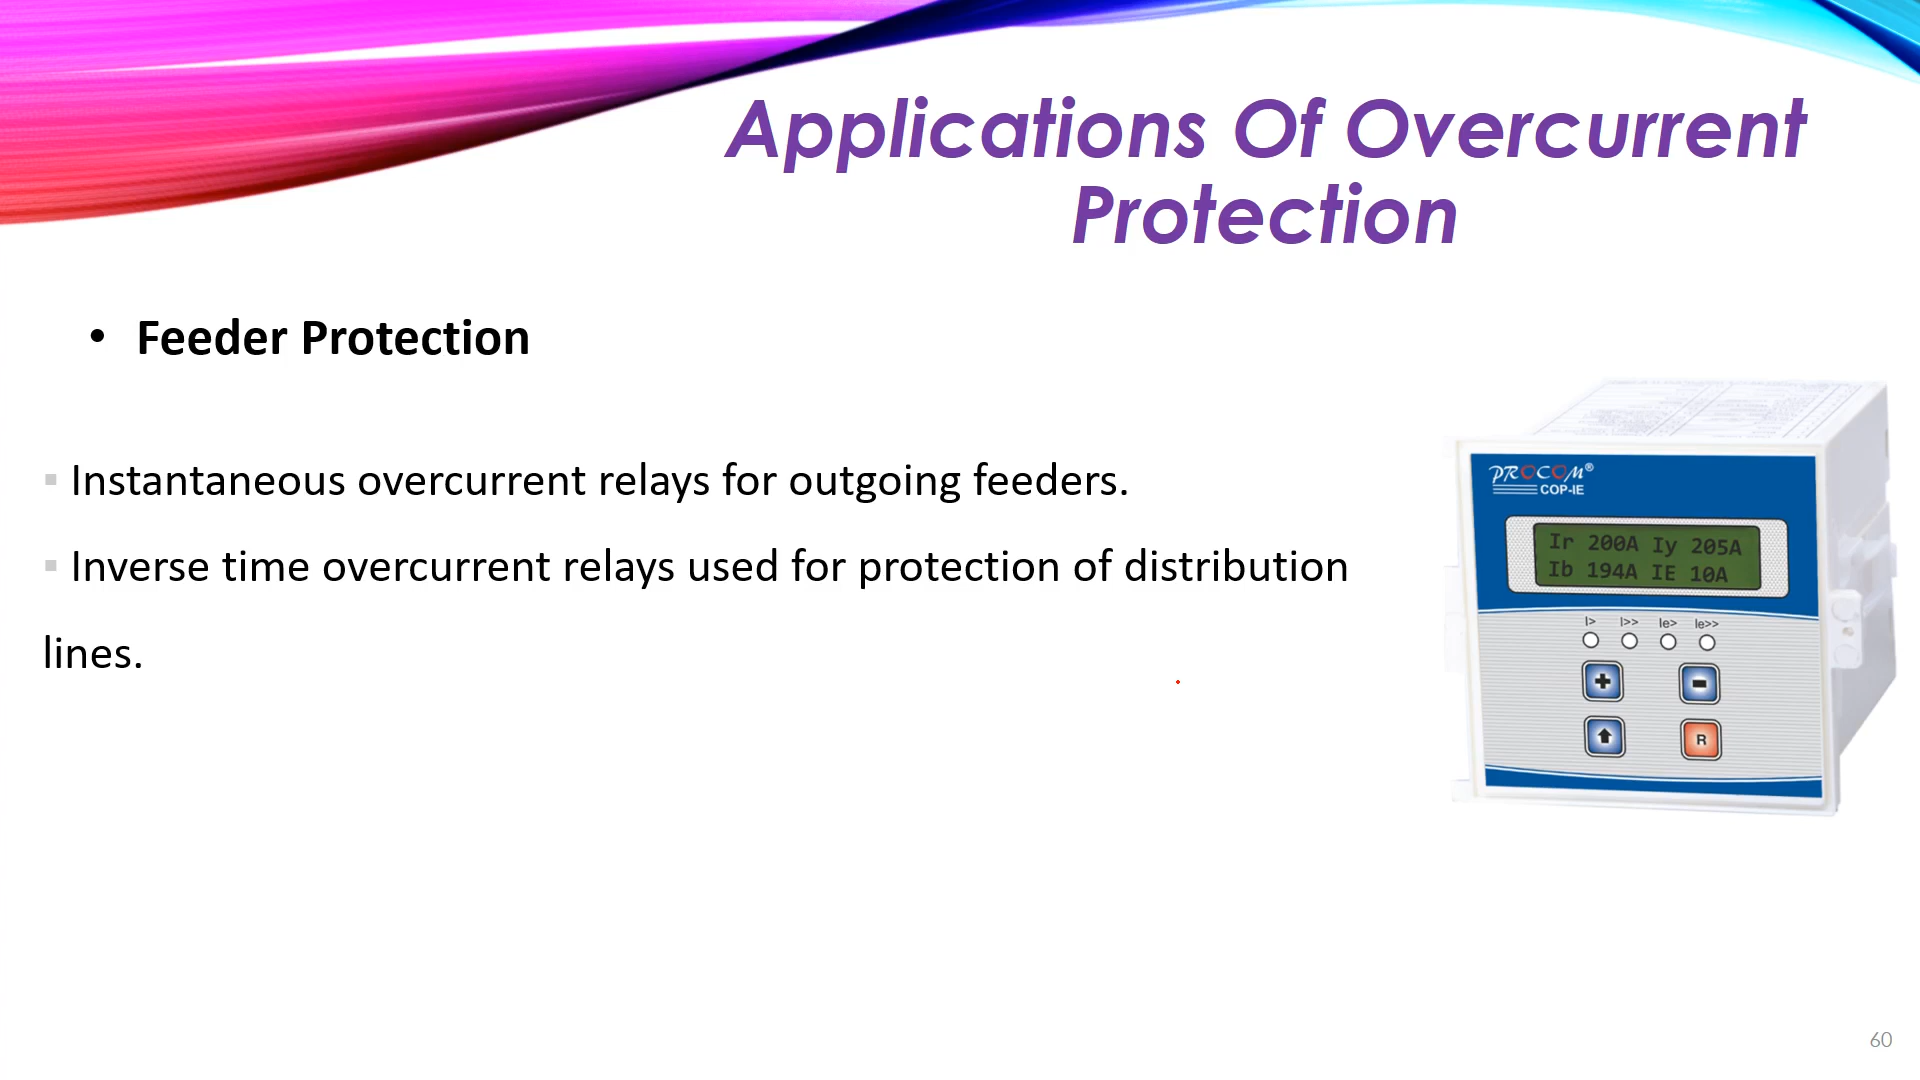 Applications Of Overcurrent
Protection
• Feeder Protection
▪ Instantaneous overcurrent relays for outgoing feeders.
▪ Inverse time overcurrent relays used for protection of distribution
lines.
PROCOM®
COP-IE
Ir 200A Iy 205A
Ib 194A IE 10A
I> I>> Ie> Ie>>
R
60